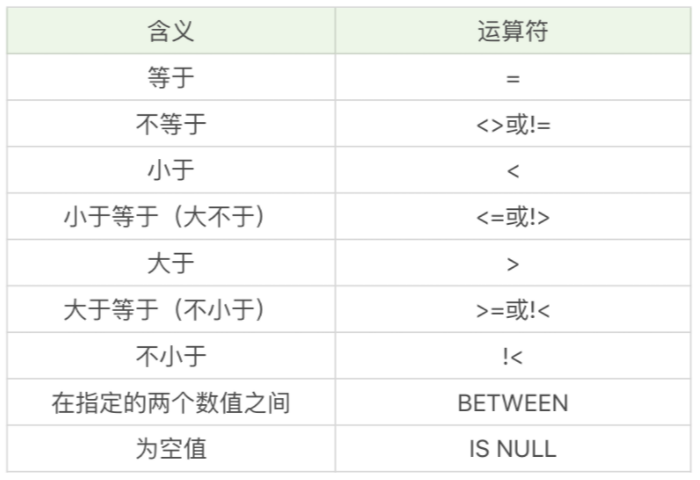 含义 运算符
等于 =
不等于 <>或!=
小于 <
小于等于（大不于） <=或!>
大于 >
大于等于（不小于） >=或!<
不小于 !<
在指定的两个数值之间 BETWEEN
为空值 IS NULL